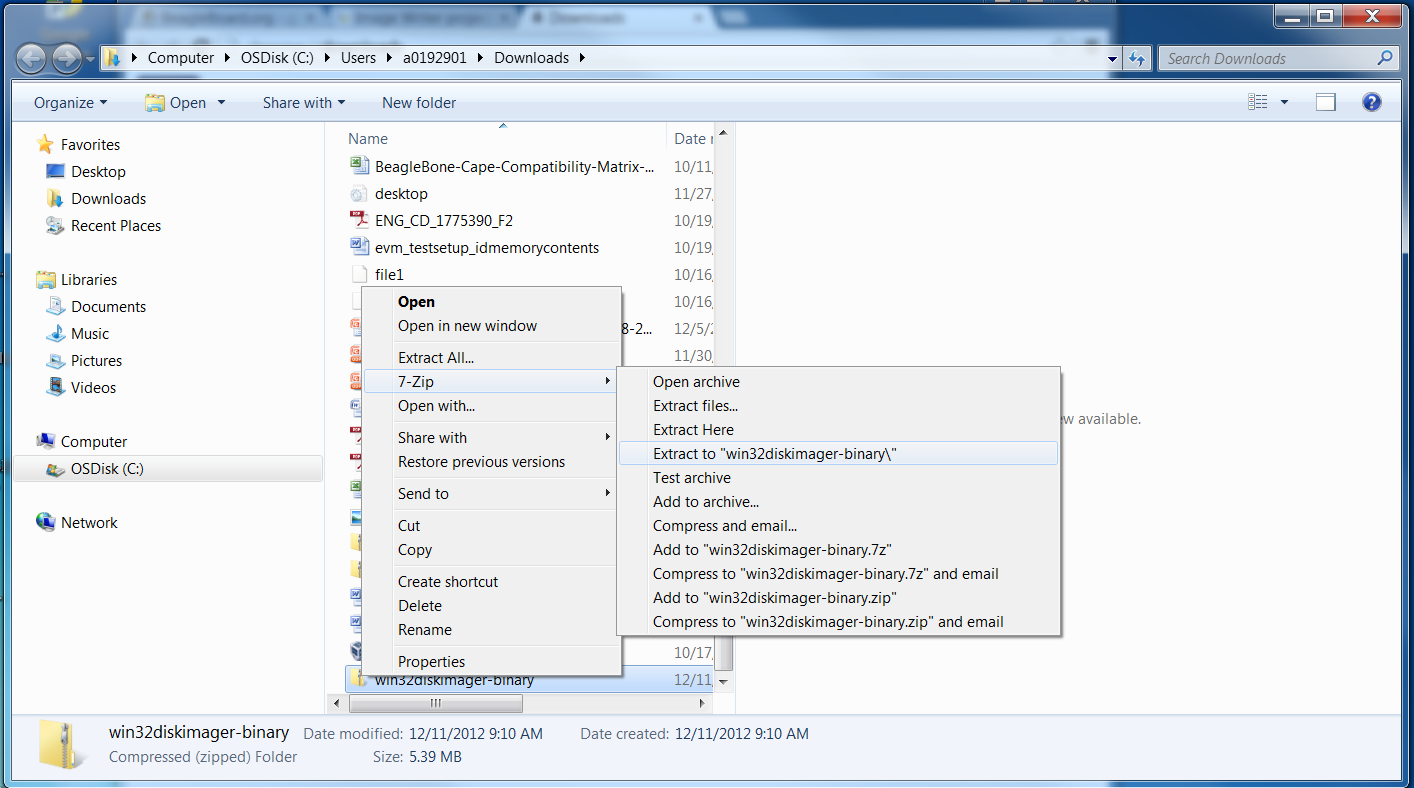 BeagleBoard.org
Image Writer
Downloads
Computer OSDisk (C:) Users a0192901 Downloads
Search Downloads
Organize Open Share with New folder
Favorites
Desktop
Downloads
Recent Places
Libraries
Documents
Music
Pictures
Videos
Computer
OSDisk (C:)
Network
Name Date
BeagleBone-Cape-Compatibility-Matrix-... 10/11,
desktop 11/27,
ENG_CD_1775390_F2 10/19,
evm_testsetup_idmemorycontents 10/19,
file1 10/16,
10/16,
8-2... 12/5/2
11/30,
Open
Open in new window
Extract All...
7-Zip
Open with...
Share with
Restore previous versions
Send to
Cut
Copy
Create shortcut
Delete
Rename
Properties
Open archive
Extract files...
Extract Here
Extract to "win32diskimager-binary\"
Test archive
Add to archive...
Compress and email...
Add to "win32diskimager-binary.7z"
Compress to "win32diskimager-binary.7z" and email
Add to "win32diskimager-binary.zip"
Compress to "win32diskimager-binary.zip" and email
available.
10/17,
win32diskimager-binary 12/11,
win32diskimager-binary Date modified: 12/11/2012 9:10 AM Date created: 12/11/2012 9:10 AM
Compressed (zipped) Folder Size: 5.39 MB